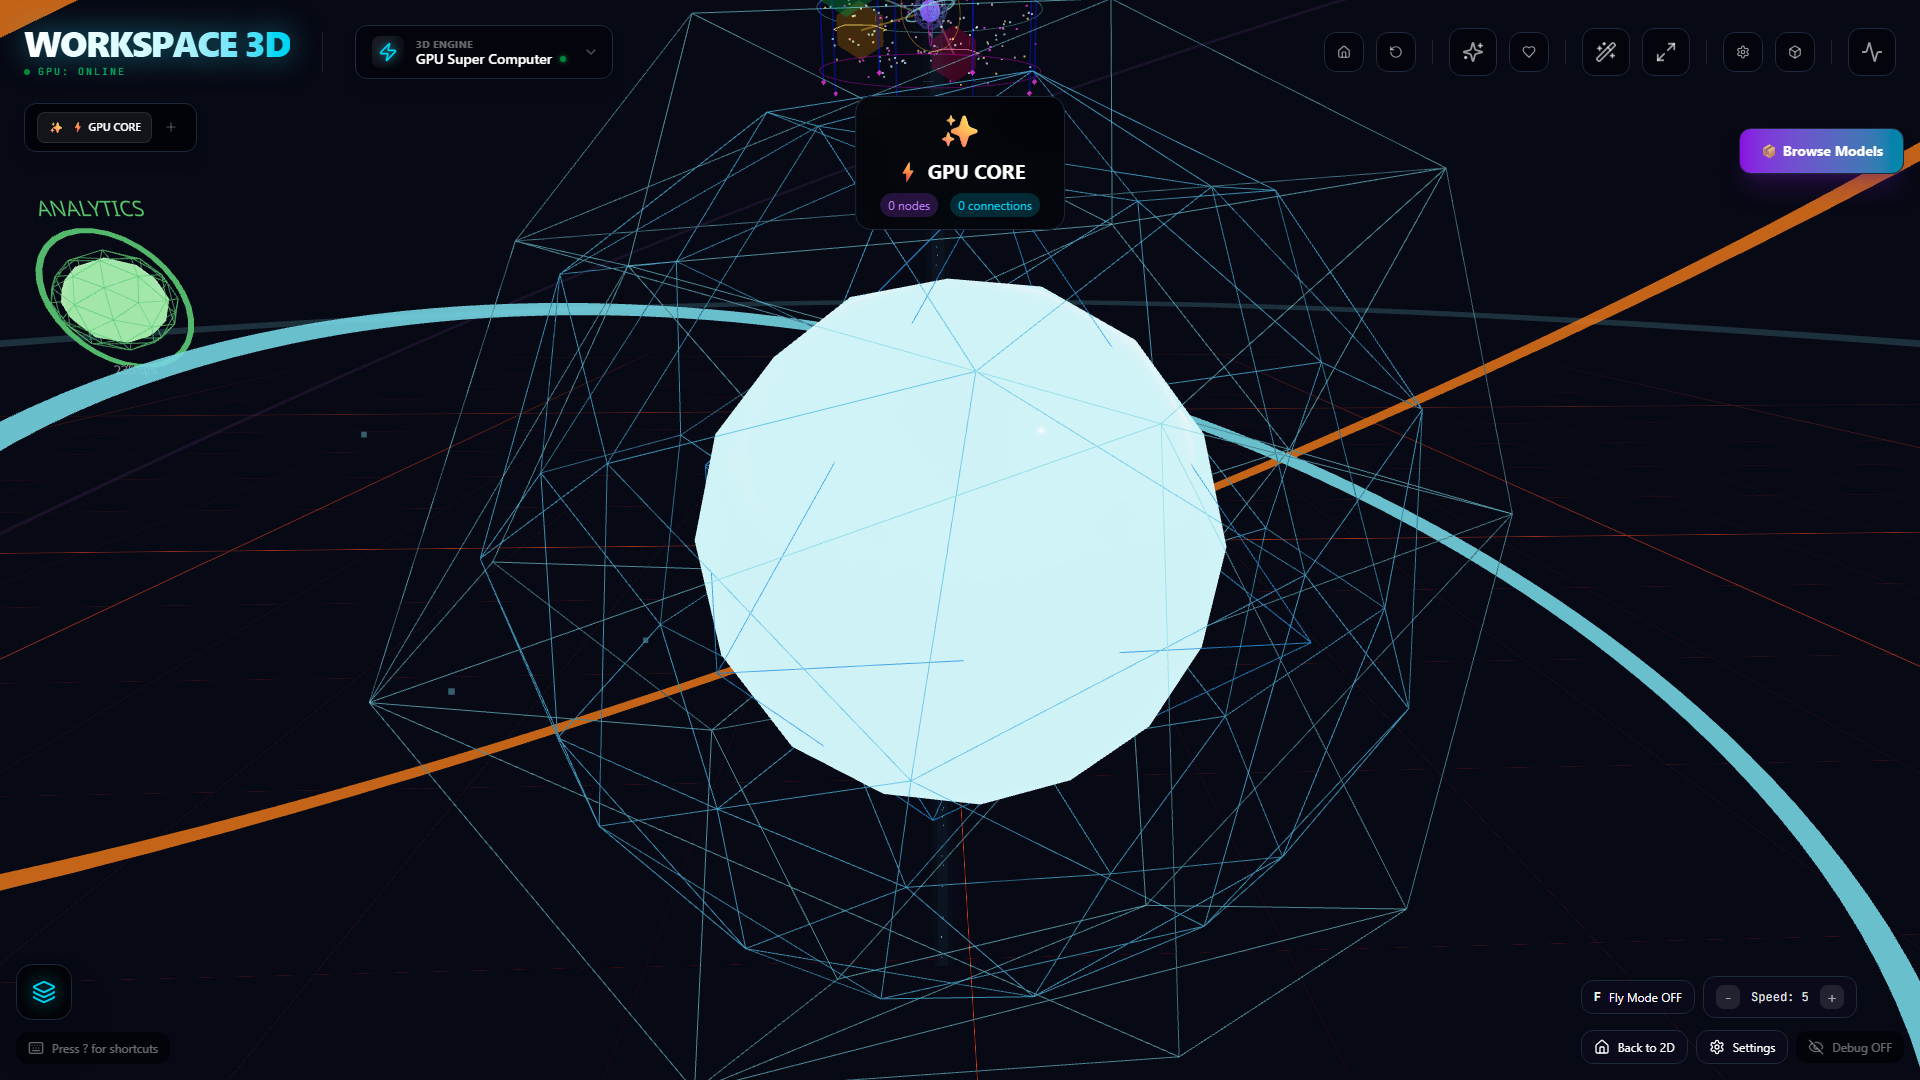 WORKSPACE 3D
GPU: ONLINE
3D ENGINE
GPU Super Computer
GPU CORE
+
GPU CORE
0 nodes
0 connections
Browse Models
ANALYTICS
F Fly Mode OFF
- Speed: 5 +
Press ? for shortcuts
Back to 2D
Settings
Debug OFF